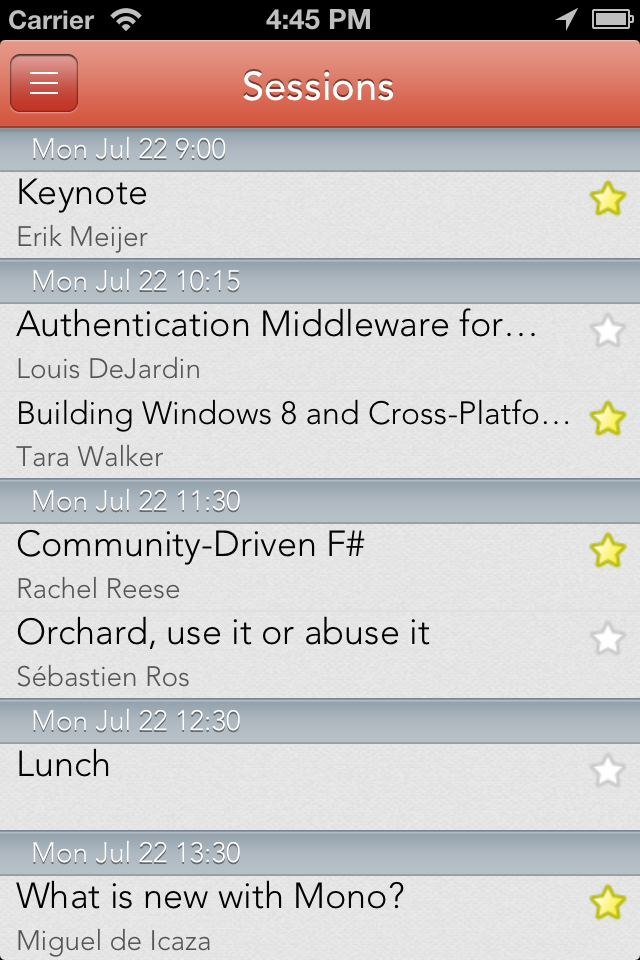 Carrier 4:45 PM
Sessions
Mon Jul 22 9:00
Keynote
Erik Meijer
Mon Jul 22 10:15
Authentication Middleware for…
Louis DeJardin
Building Windows 8 and Cross-Platfo…
Tara Walker
Mon Jul 22 11:30
Community-Driven F#
Rachel Reese
Orchard, use it or abuse it
Sébastien Ros
Mon Jul 22 12:30
Lunch
Mon Jul 22 13:30
What is new with Mono?
Miguel de Icaza